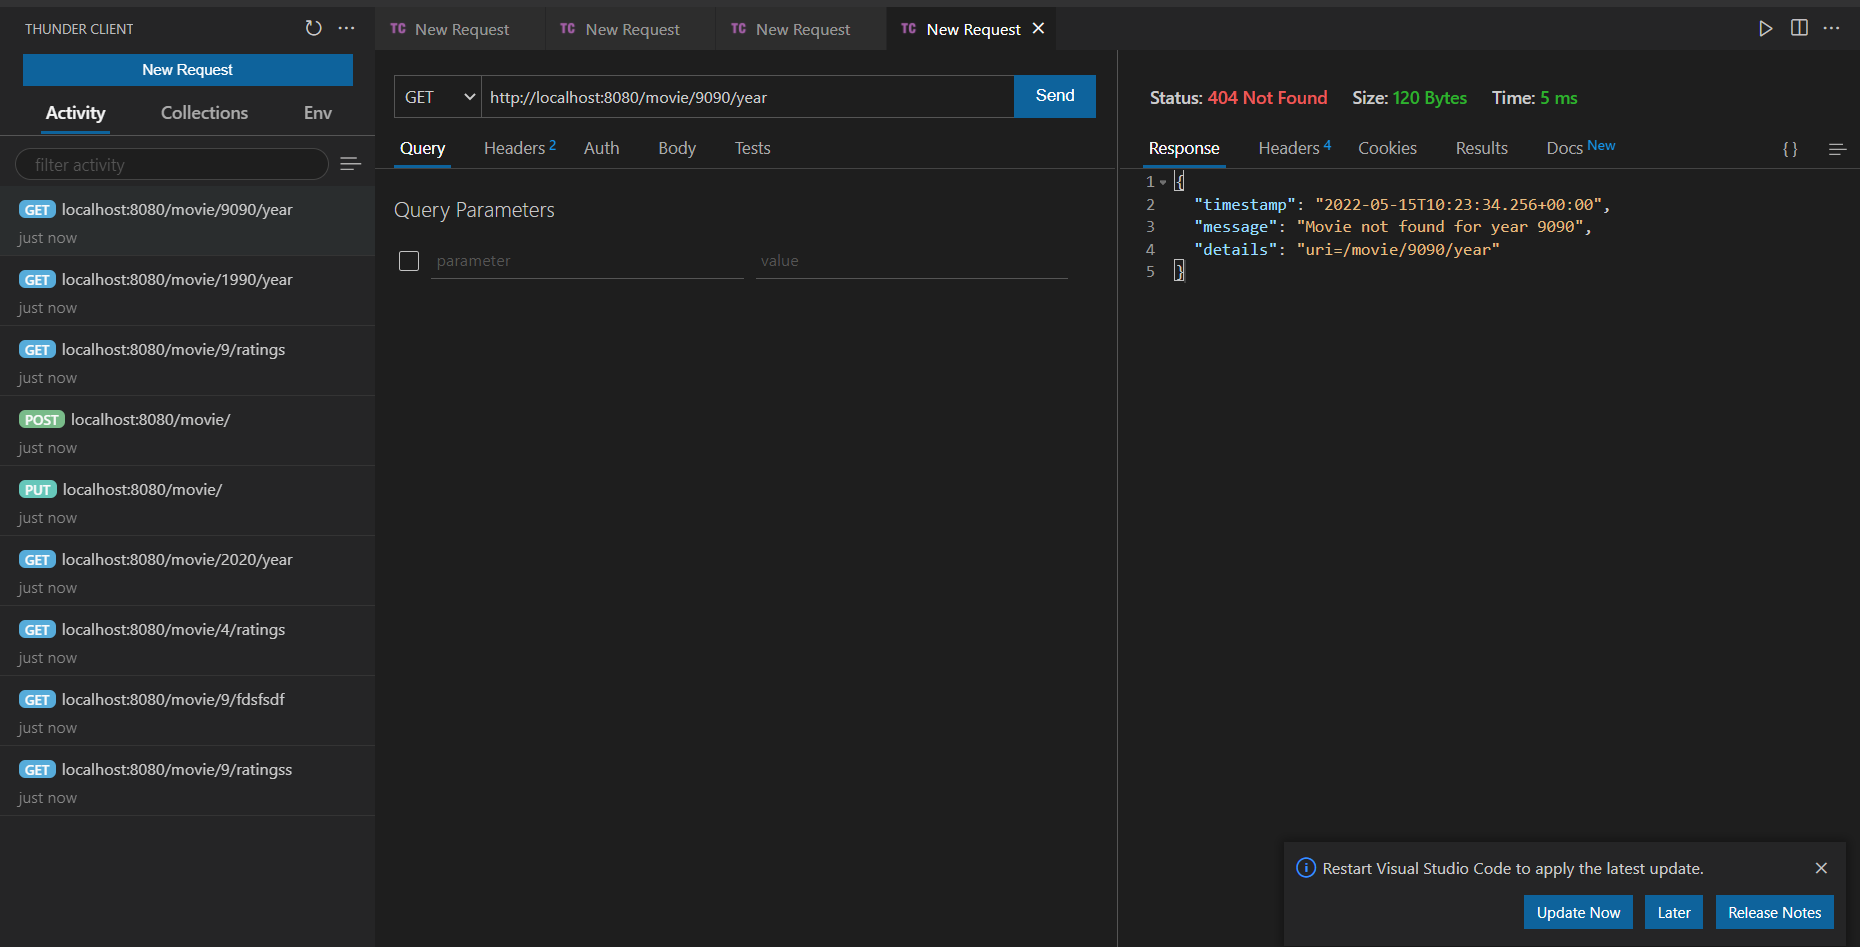 THUNDER CLIENT
New Request
Activity Collections Env
filter activity
GET localhost:8080/movie/9090/year
just now
GET localhost:8080/movie/1990/year
just now
GET localhost:8080/movie/9/ratings
just now
POST localhost:8080/movie/
just now
PUT localhost:8080/movie/
just now
GET localhost:8080/movie/2020/year
just now
GET localhost:8080/movie/4/ratings
just now
GET localhost:8080/movie/9/fdsfsdf
just now
GET localhost:8080/movie/9/ratingss
just now
TC New Request TC New Request TC New Request TC New Request
GET http://localhost:8080/movie/9090/year Send
Query Headers 2 Auth Body Tests
Query Parameters
parameter value
Status: 404 Not Found Size: 120 Bytes Time: 5 ms
Response Headers 4 Cookies Results Docs New {}
1 {
2 "timestamp": "2022-05-15T10:23:34.256+00:00",
3 "message": "Movie not found for year 9090",
4 "details": "uri=/movie/9090/year"
5 }
Restart Visual Studio Code to apply the latest update.
Update Now Later Release Notes